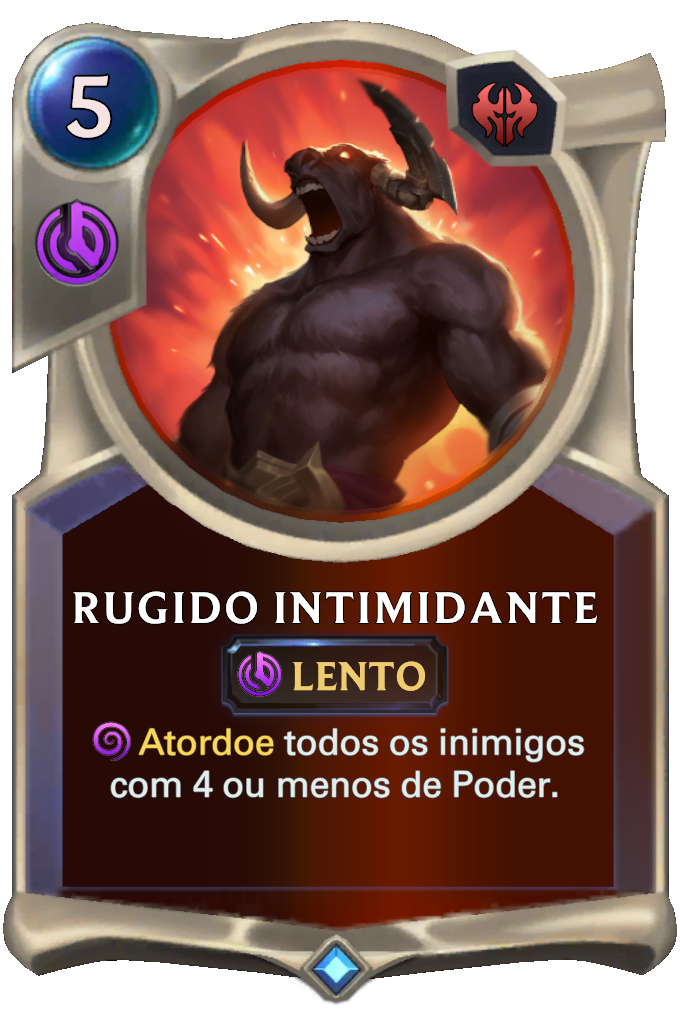 5
RUGIDO INTIMIDANTE
LENTO
Atordoe todos os inimigos
com 4 ou menos de Poder.